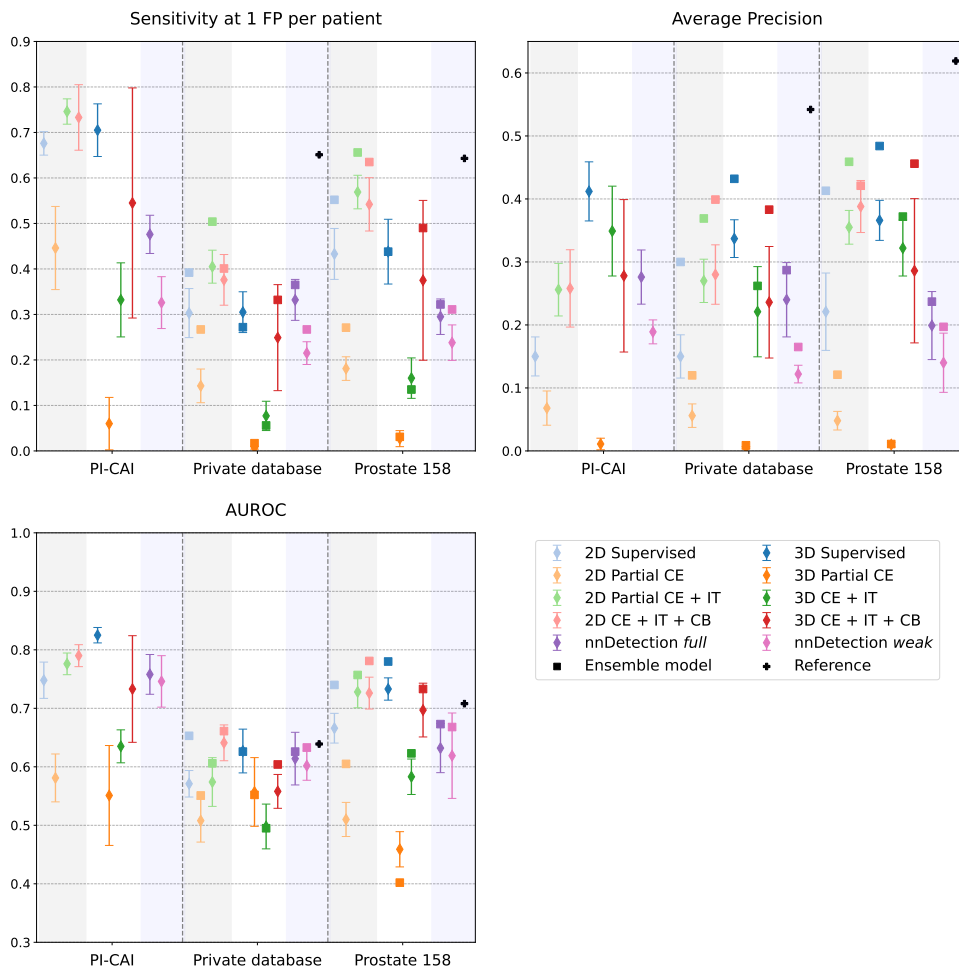 Sensitivity at 1 FP per patient
0.9
0.8
0.7
0.6
0.5
0.4
0.3
0.2
0.1
0.0
PI-CAI
Private database
Prostate 158
Average Precision
0.6
0.5
0.4
0.3
0.2
0.1
0.0
PI-CAI
Private database
Prostate 158
AUROC
1.0
0.9
0.8
0.7
0.6
0.5
0.4
0.3
PI-CAI
Private database
Prostate 158
2D Supervised
2D Partial CE
2D Partial CE + IT
2D CE + IT + CB
nnDetection full
Ensemble model
3D Supervised
3D Partial CE
3D CE + IT
3D CE + IT + CB
nnDetection weak
Reference